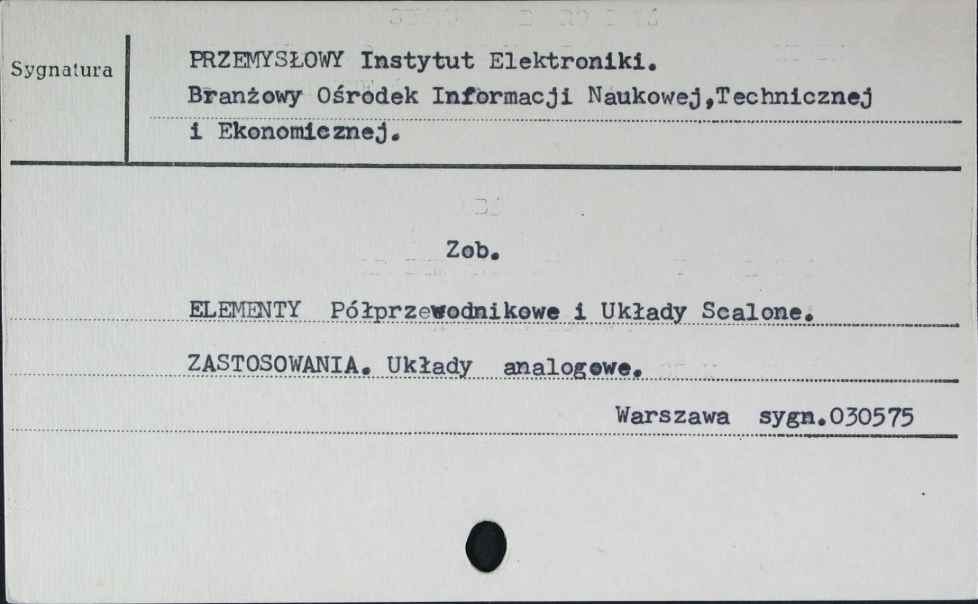 Sygnatura
PRZEMYSŁOWY Instytut Elektroniki.
Branżowy Ośrodek Informacji Naukowej,Technicznej
i Ekonomicznej.
Zob.
ELEMENTY Półprzewodnikowe i Układy Scalone.
ZASTOSOWANIA. Układy analogowe.
Warszawa sygn.030575